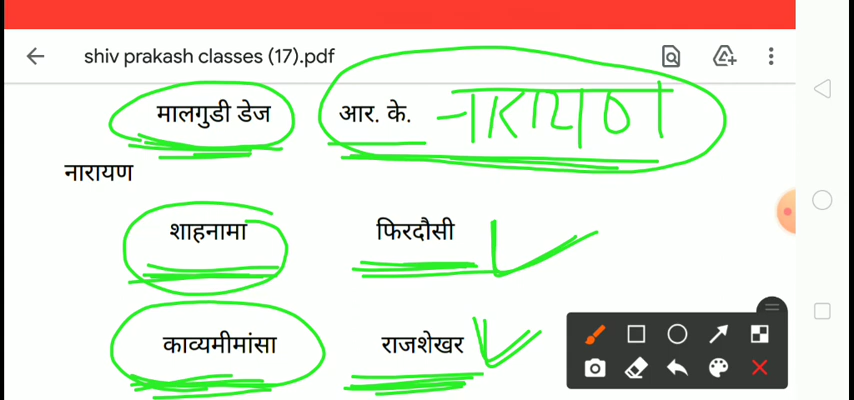 shiv prakash classes (17).pdf
मालगुडी डेज आर. के. नारायण
नारायण
शाहनामा फिरदौसी
काव्यमीमांसा राजशेखर